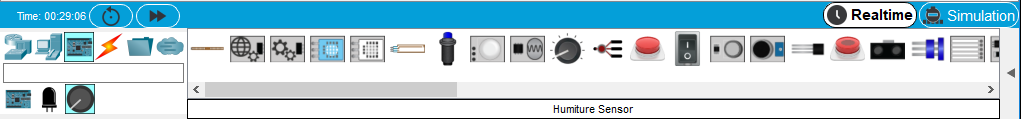 Time: 00:29:06
Realtime
Simulation
Humiture Sensor